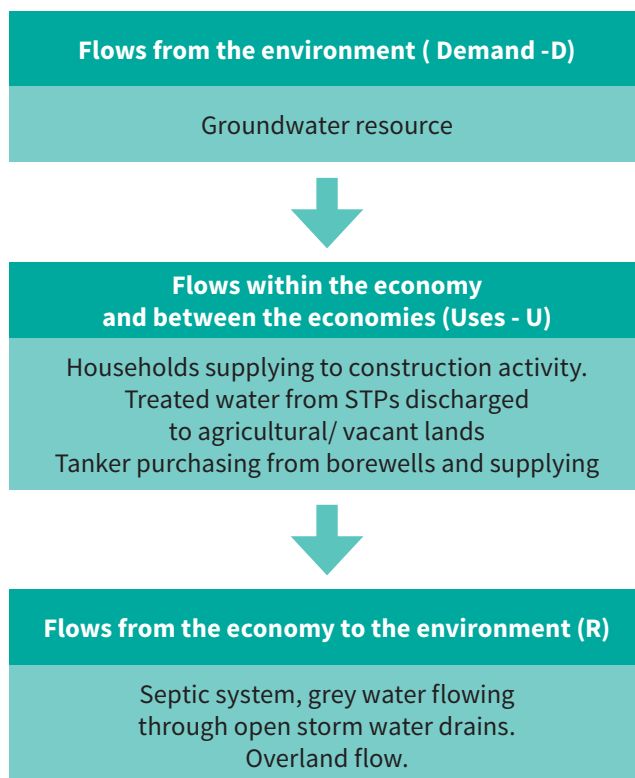 Flows from the environment ( Demand -D)
Groundwater resource
Flows within the economy
and between the economies (Uses - U)
Households supplying to construction activity.
Treated water from STPs discharged
to agricultural/ vacant lands
Tanker purchasing from borewells and supplying
Flows from the economy to the environment (R)
Septic system, grey water flowing
through open storm water drains.
Overland flow.